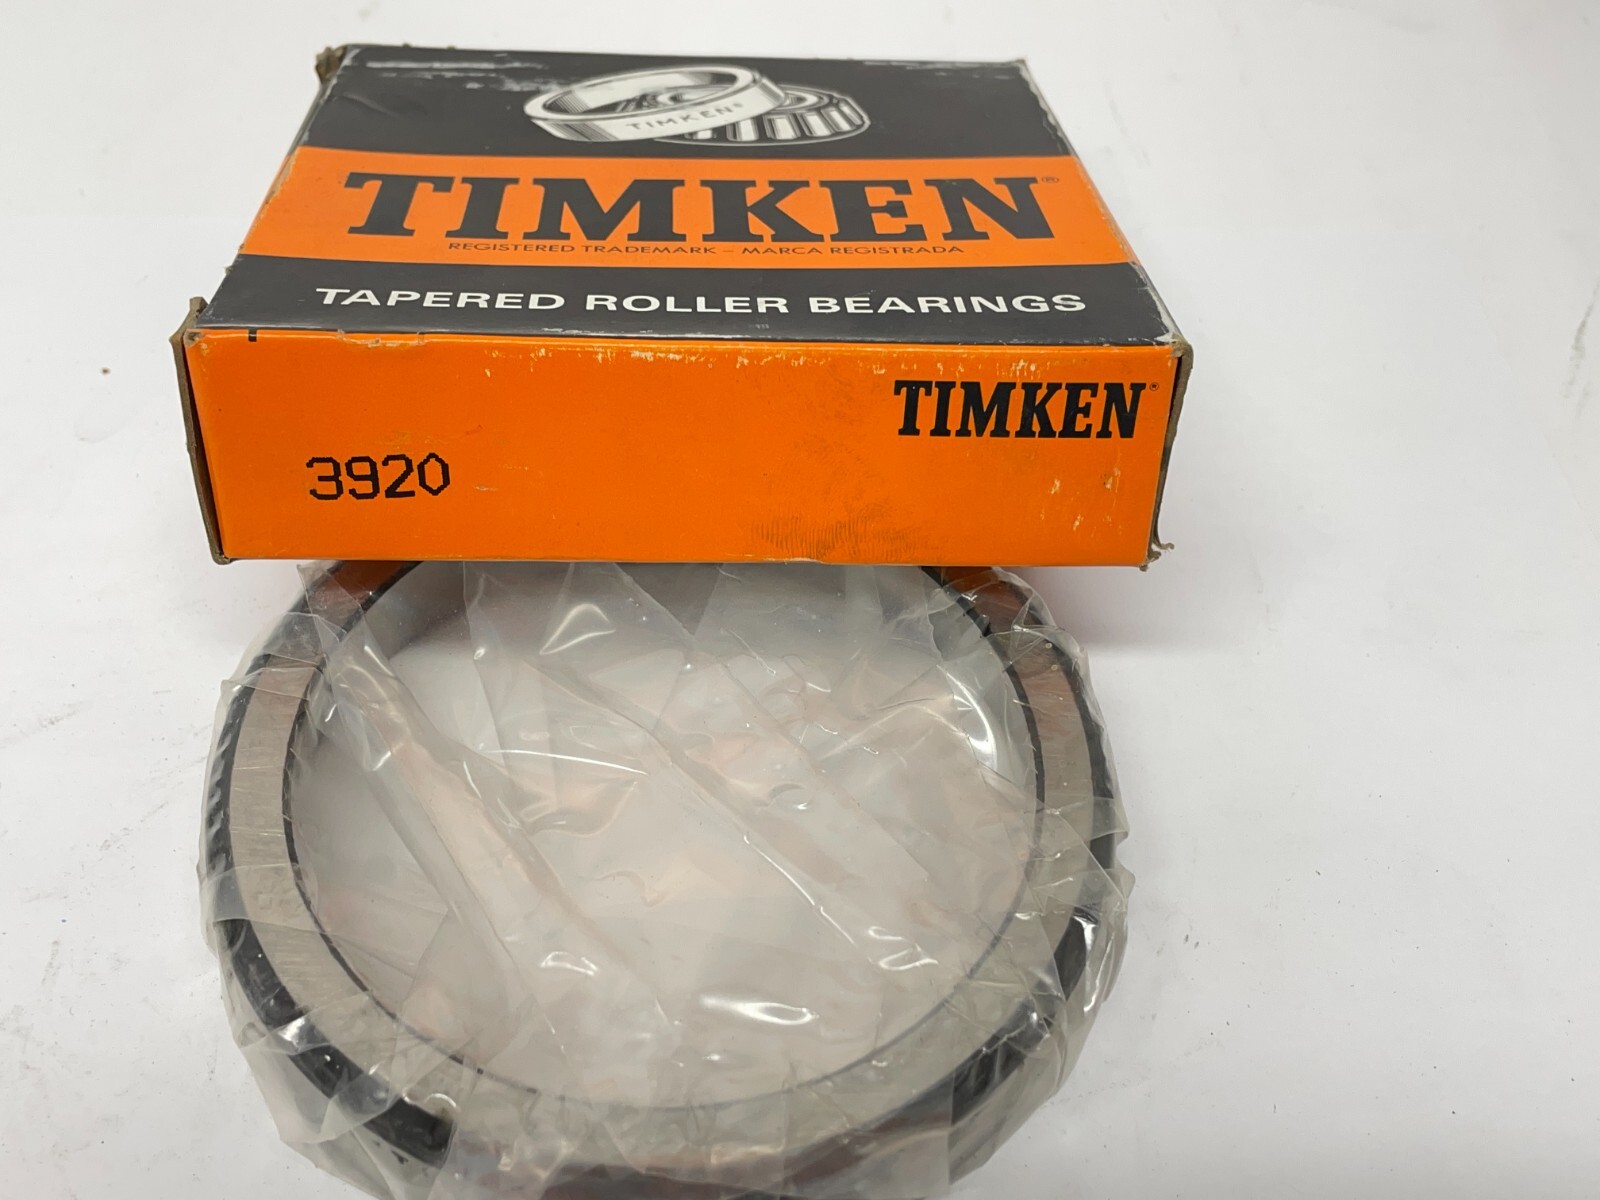 TIMKEN®
TIMKEN®
REGISTERED TRADEMARK – MARCA REGISTRADA
TAPERED ROLLER BEARINGS
TIMKEN®
3920